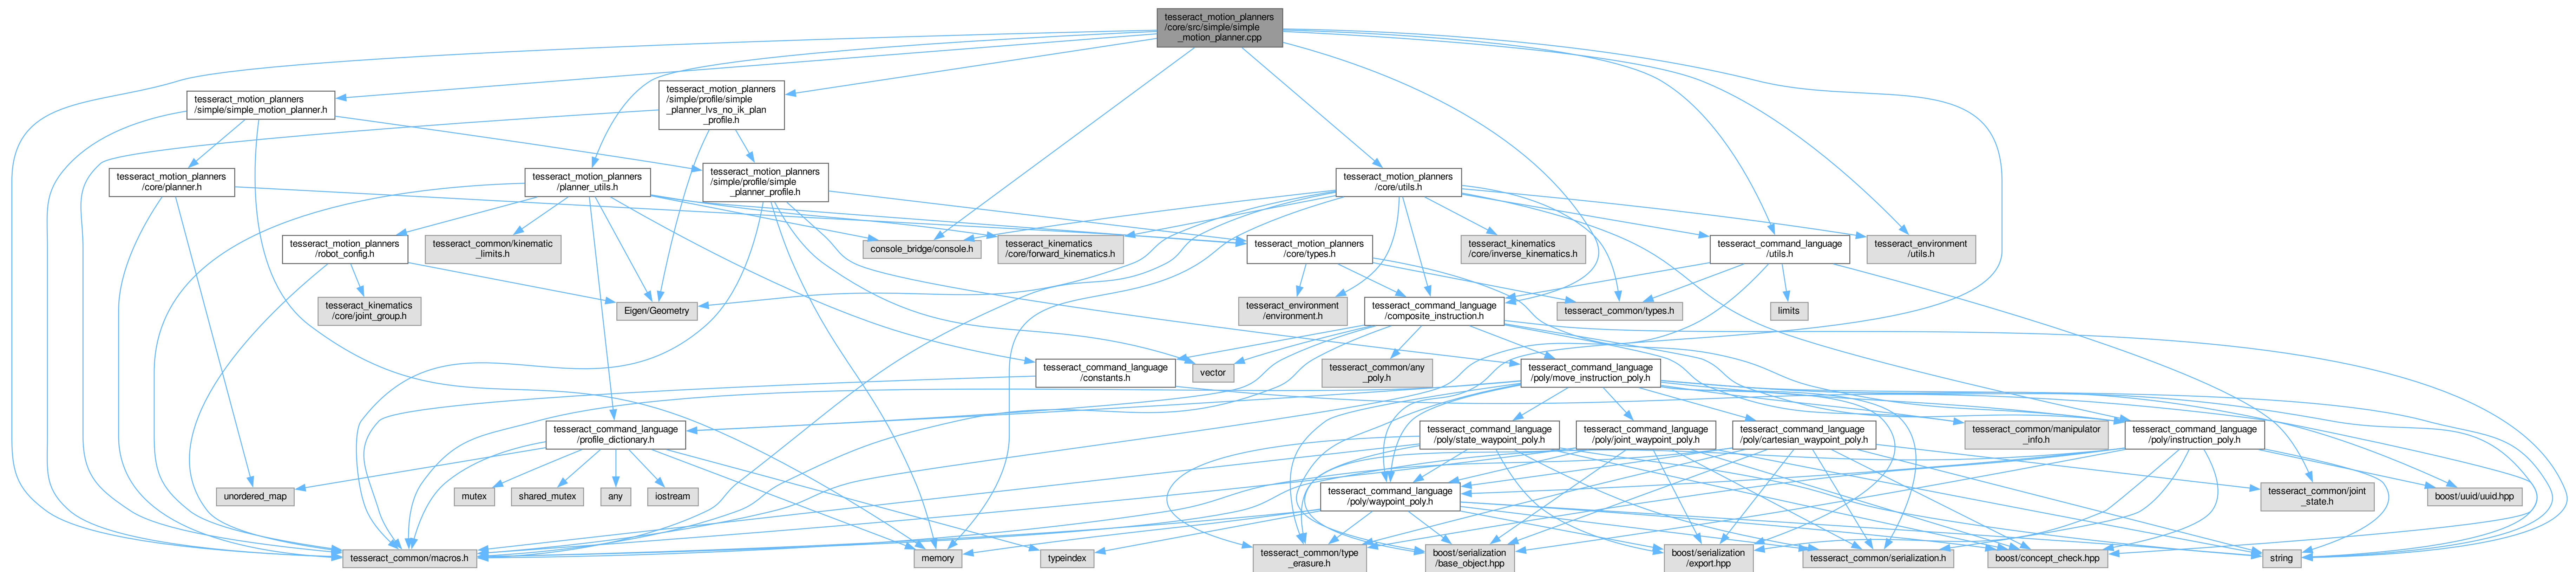 tesseract_motion_planners
/core/src/simple/simple
_motion_planner.cpp
tesseract_motion_planners
/simple/simple_motion_planner.h
tesseract_motion_planners
/simple/profile/simple
_planner_lvs_no_ik_plan
_profile.h
tesseract_motion_planners
/core/planner.h
tesseract_motion_planners
/planner_utils.h
tesseract_motion_planners
/simple/profile/simple
_planner_profile.h
tesseract_motion_planners
/core/utils.h
tesseract_motion_planners
/robot_config.h
tesseract_common/kinematic
_limits.h
console_bridge/console.h
tesseract_kinematics
/core/forward_kinematics.h
tesseract_motion_planners
/core/types.h
tesseract_kinematics
/core/inverse_kinematics.h
tesseract_command_language
/utils.h
tesseract_environment
/utils.h
tesseract_kinematics
/core/joint_group.h
Eigen/Geometry
tesseract_environment
/environment.h
tesseract_command_language
/composite_instruction.h
tesseract_common/types.h
limits
tesseract_command_language
/constants.h
vector
tesseract_common/any
_poly.h
tesseract_command_language
/poly/move_instruction_poly.h
tesseract_command_language
/profile_dictionary.h
tesseract_command_language
/poly/state_waypoint_poly.h
tesseract_command_language
/poly/joint_waypoint_poly.h
tesseract_command_language
/poly/cartesian_waypoint_poly.h
tesseract_common/manipulator
_info.h
tesseract_command_language
/poly/instruction_poly.h
unordered_map
mutex
shared_mutex
any
iostream
tesseract_command_language
/poly/waypoint_poly.h
tesseract_common/joint
_state.h
boost/uuid/uuid.hpp
tesseract_common/macros.h
memory
typeindex
tesseract_common/type
_erasure.h
boost/serialization
/base_object.hpp
boost/serialization
/export.hpp
tesseract_common/serialization.h
boost/concept_check.hpp
string